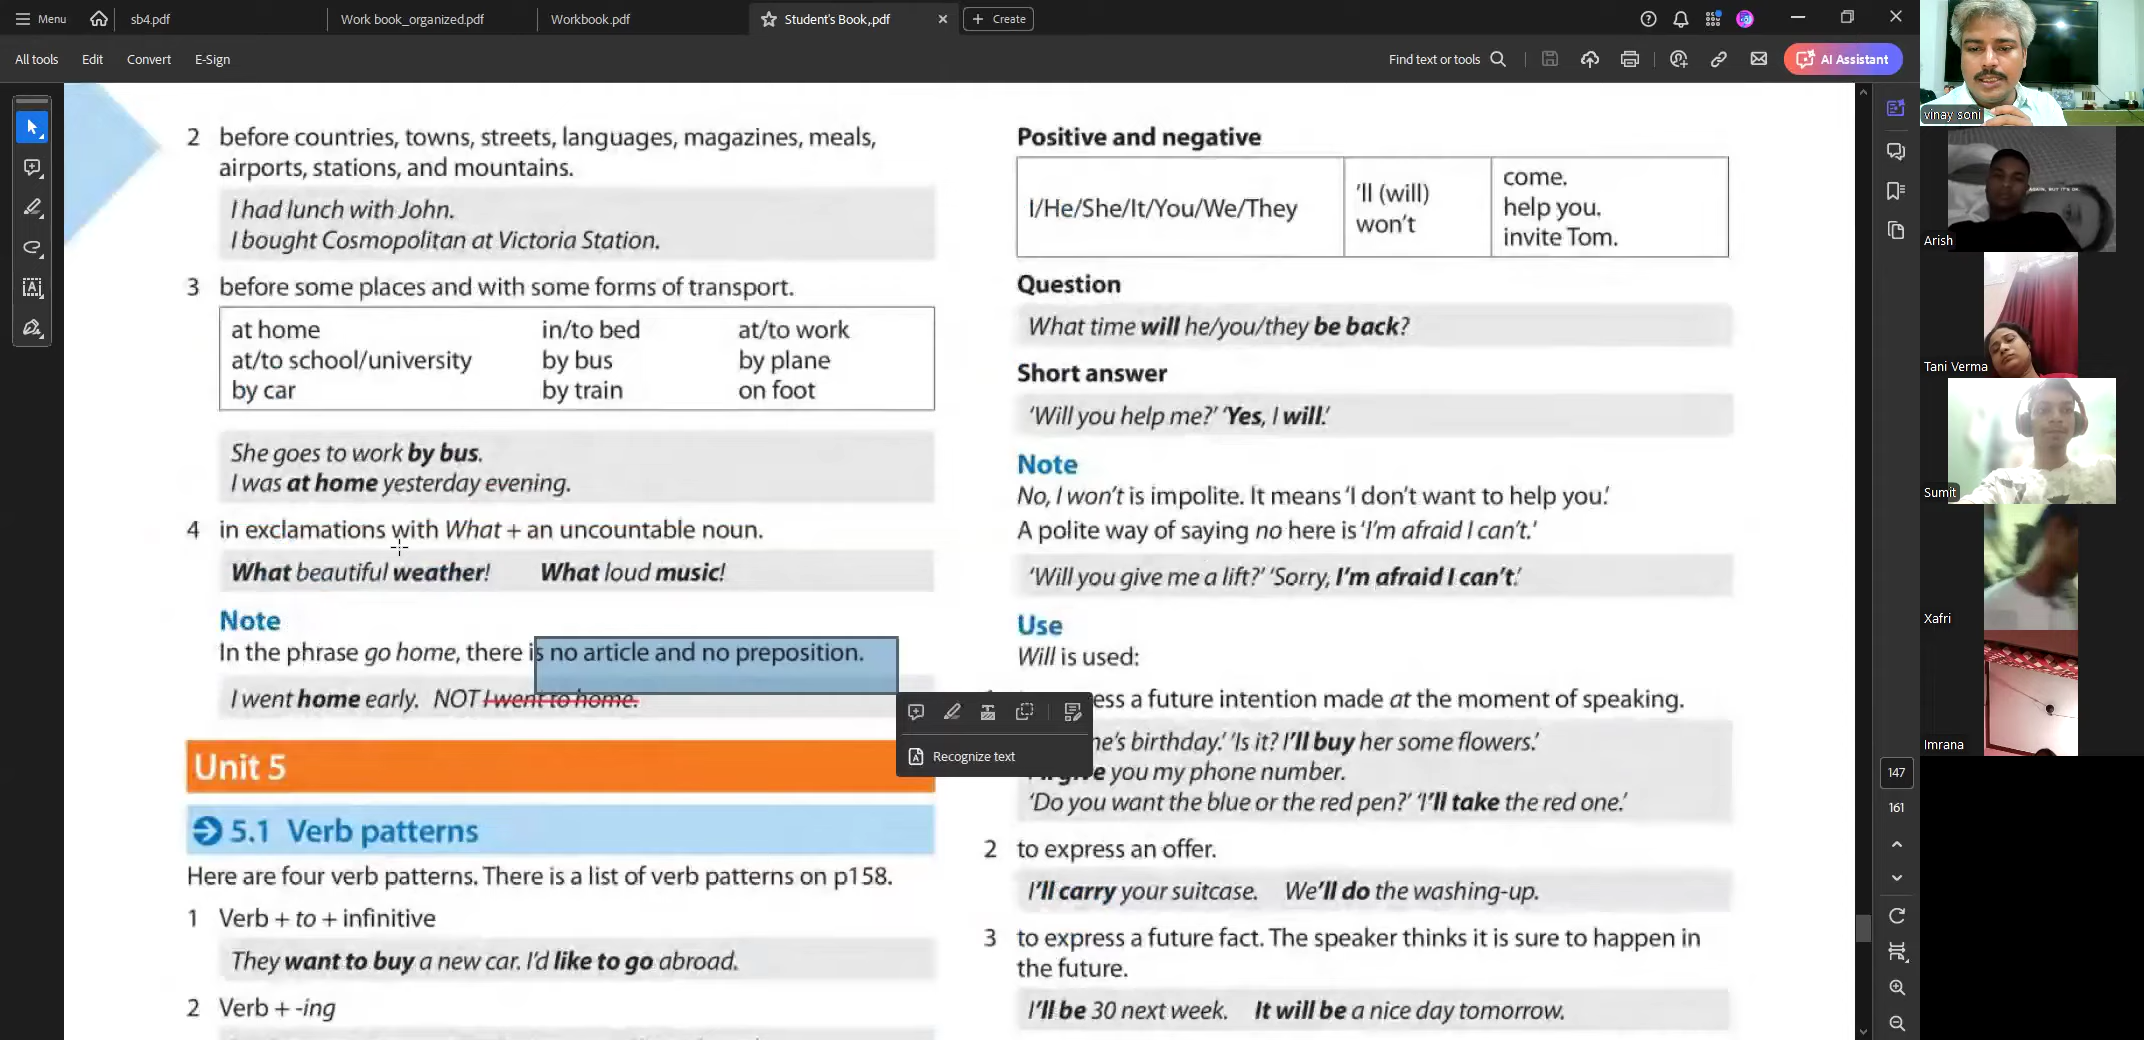 Menu
sb4.pdf
Work book_organized.pdf
Workbook.pdf
Student's Book,.pdf
Create
All tools
Edit
Convert
E-Sign
Find text or tools
AI Assistant
2 before countries, towns, streets, languages, magazines, meals,
airports, stations, and mountains.
I had lunch with John.
I bought Cosmopolitan at Victoria Station.
3 before some places and with some forms of transport.
at home in/to bed at/to work
at/to school/university by bus by plane
by car by train on foot
She goes to work by bus.
I was at home yesterday evening.
4 in exclamations with What + an uncountable noun.
What beautiful weather! What loud music!
Note
In the phrase go home, there is no article and no preposition.
I went home early. NOT I went to home.
Unit 5
5.1 Verb patterns
Here are four verb patterns. There is a list of verb patterns on p158.
1 Verb + to + infinitive
They want to buy a new car. I'd like to go abroad.
2 Verb + -ing
Positive and negative
I/He/She/It/You/We/They
'll (will)
won't
come.
help you.
invite Tom.
Question
What time will he/you/they be back?
Short answer
'Will you help me?' 'Yes, I will.'
Note
No, I won't is impolite. It means 'I don't want to help you.'
A polite way of saying no here is 'I'm afraid I can't.'
'Will you give me a lift?' 'Sorry, I'm afraid I can't.'
Use
Will is used:
ess a future intention made at the moment of speaking.
ne's birthday.' 'Is it? I'll buy her some flowers.'
you my phone number.
'Do you want the blue or the red pen?' 'I'll take the red one.'
2 to express an offer.
I'll carry your suitcase. We'll do the washing-up.
3 to express a future fact. The speaker thinks it is sure to happen in
the future.
I'll be 30 next week. It will be a nice day tomorrow.
Recognize text
147
161
vinay soni
Arish
Tani Verma
Sumit
Xafri
Imrana